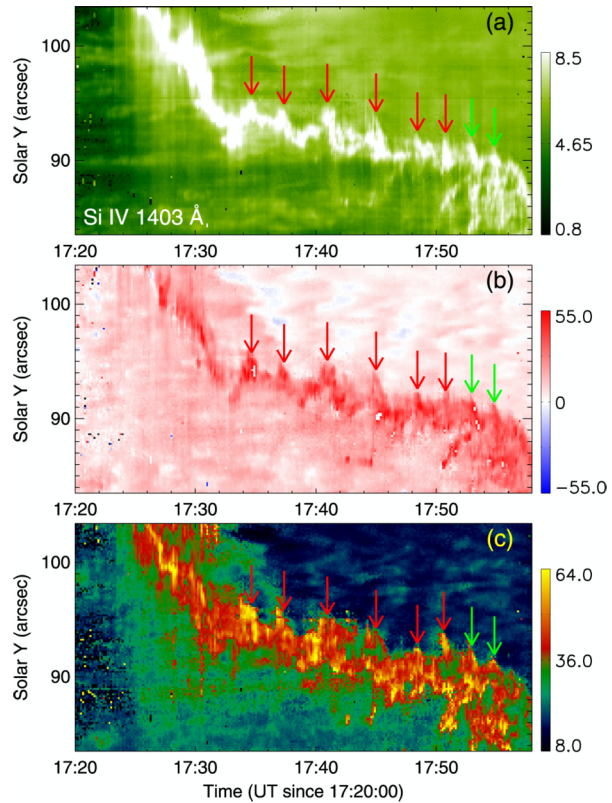 (a)
100
90
Solar Y (arcsec)
Si IV 1403 Å
8.5
4.65
0.8
17:20 17:30 17:40 17:50
(b)
100
90
Solar Y (arcsec)
55.0
0
−55.0
17:20 17:30 17:40 17:50
(c)
100
90
Solar Y (arcsec)
64.0
36.0
8.0
17:20 17:30 17:40 17:50
Time (UT since 17:20:00)